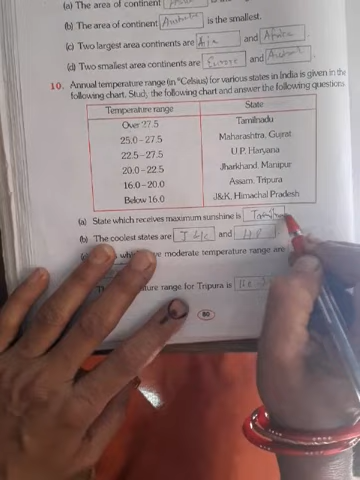 (a) The area of continent
(b) The area of continent Australia is the smallest.
(c) Two largest area continents are Asia and Africa.
(d) Two smallest area continents are Europe and
10. Annual temperature range (in °Celsius) for various states in India is given in the
following chart. Study the following chart and answer the following questions
Temperature range State
Over 27.5 Tamilnadu
25.0 – 27.5 Maharashtra, Gujrat
22.5 – 27.5 U.P. Haryana
20.0 – 22.5 Jharkhand, Manipur
16.0 – 20.0 Assam, Tripura
Below 16.0 J&K, Himachal Pradesh
(a) State which receives maximum sunshine is Tamil
(b) The coolest states are J &K and H P
moderate temperature range are
ture range for Tripura is
80